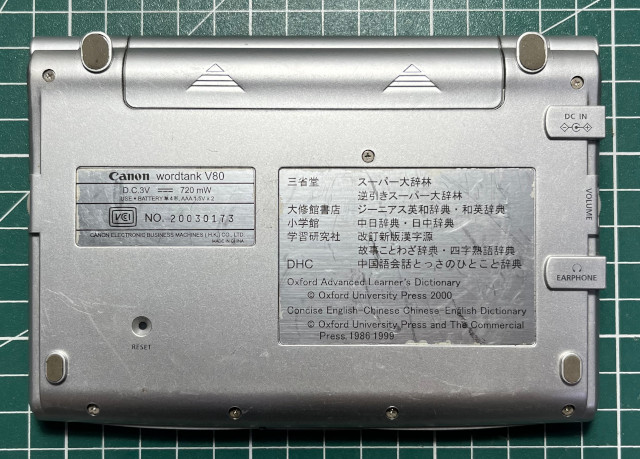 Canon wordtank V80
D.C.3V 720 mW
USE • BATTERY AAA 1.5V x 2
VCI NO. 20030173
CANON ELECTRONIC BUSINESS MACHINES (H.K.) CO., LTD.
MADE IN CHINA
RESET
三省堂 スーパー大辞林
逆引きスーパー大辞林
大修館書店 ジーニアス英和辞典・和英辞典
小学館 中日辞典・日中辞典
学習研究社 改訂新版漢字源
故事ことわざ辞典・四字熟語辞典
DHC 中国語会話とっさのひとこと辞典
Oxford Advanced Learner's Dictionary
© Oxford University Press 2000
Concise English-Chinese Chinese-English Dictionary
© Oxford University Press and The Commercial
Press 1986 1999
DC IN
VOLUME
EARPHONE